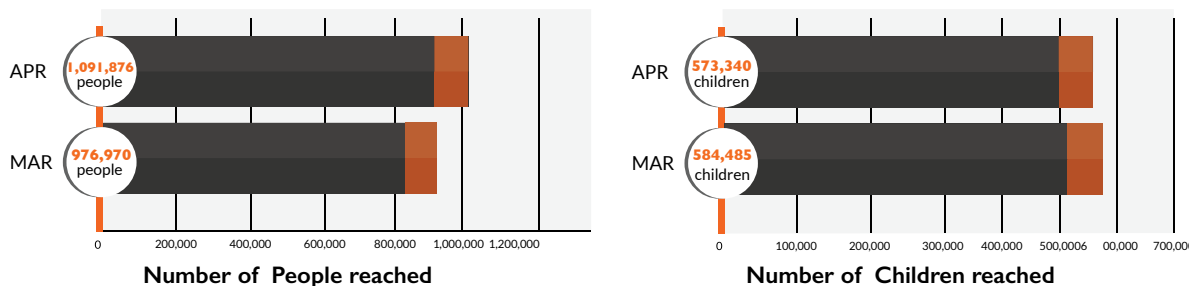 APR
1,091,876
people
MAR
976,970
people
0 200,000 400,000 600,000 800,000 1,000,000 1,200,000
Number of People reached
APR
573,340
children
MAR
584,485
children
0 100,000 200,000 300,000 400,000 500,0006 00,000 700,00
Number of Children reached